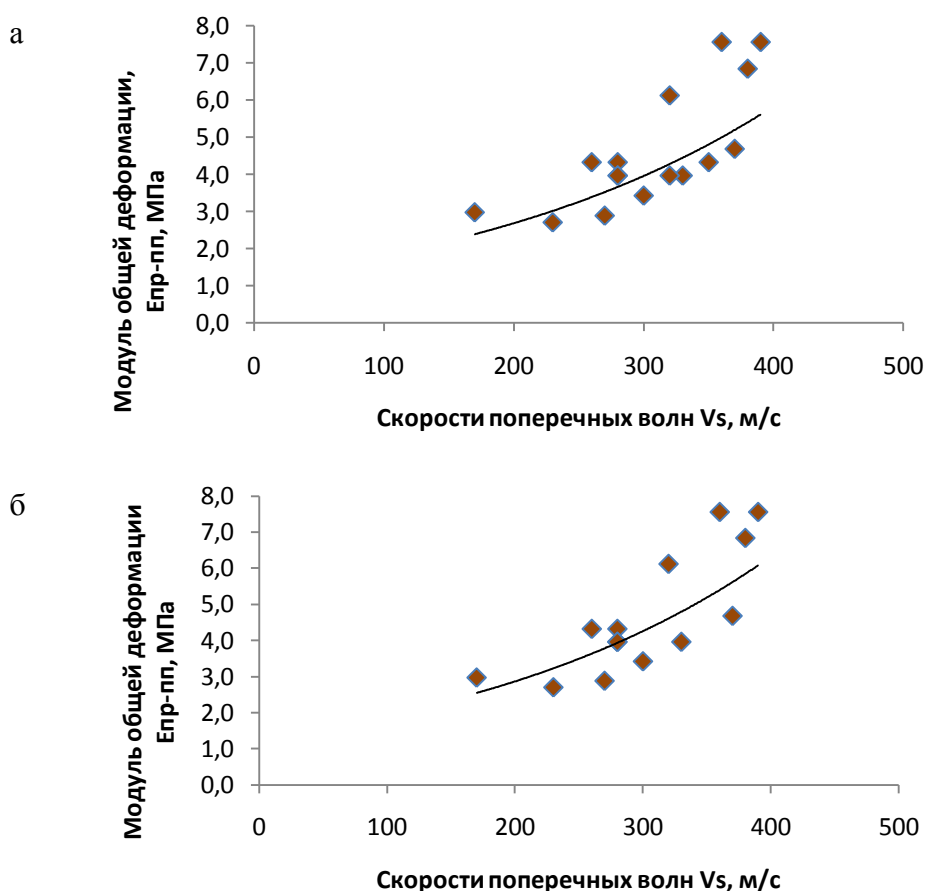 а
8,0
7,0
6,0
5,0
4,0
3,0
2,0
1,0
0,0
Модуль общей деформации,
Епр-пп, МПа
0 100 200 300 400 500
Скорости поперечных волн Vs, м/с
б
8,0
7,0
6,0
5,0
4,0
3,0
2,0
1,0
0,0
Модуль общей деформации
Епр-пп, МПа
0 100 200 300 400 500
Скорости поперечных волн Vs, м/с